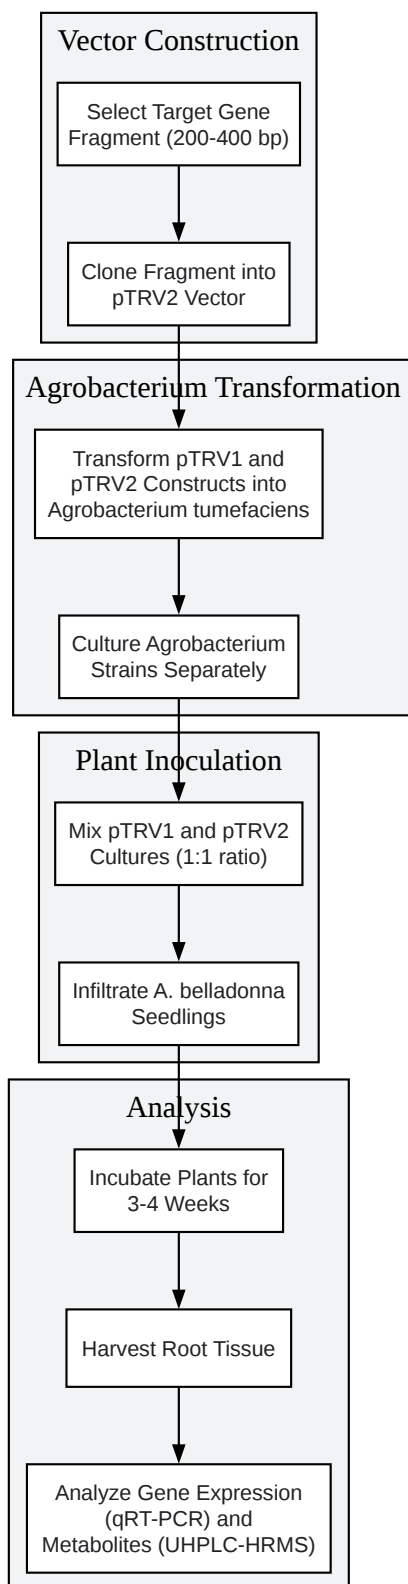 Vector Construction
Select Target Gene
Fragment (200-400 bp)
Clone Fragment into
pTRV2 Vector
Agrobacterium Transformation
Transform pTRV1 and
pTRV2 Constructs into
Agrobacterium tumefaciens
Culture Agrobacterium
Strains Separately
Plant Inoculation
Mix pTRV1 and pTRV2
Cultures (1:1 ratio)
Infiltrate A. belladonna
Seedlings
Analysis
Incubate Plants for
3-4 Weeks
Harvest Root Tissue
Analyze Gene Expression
(qRT-PCR) and
Metabolites (UHPLC-HRMS)